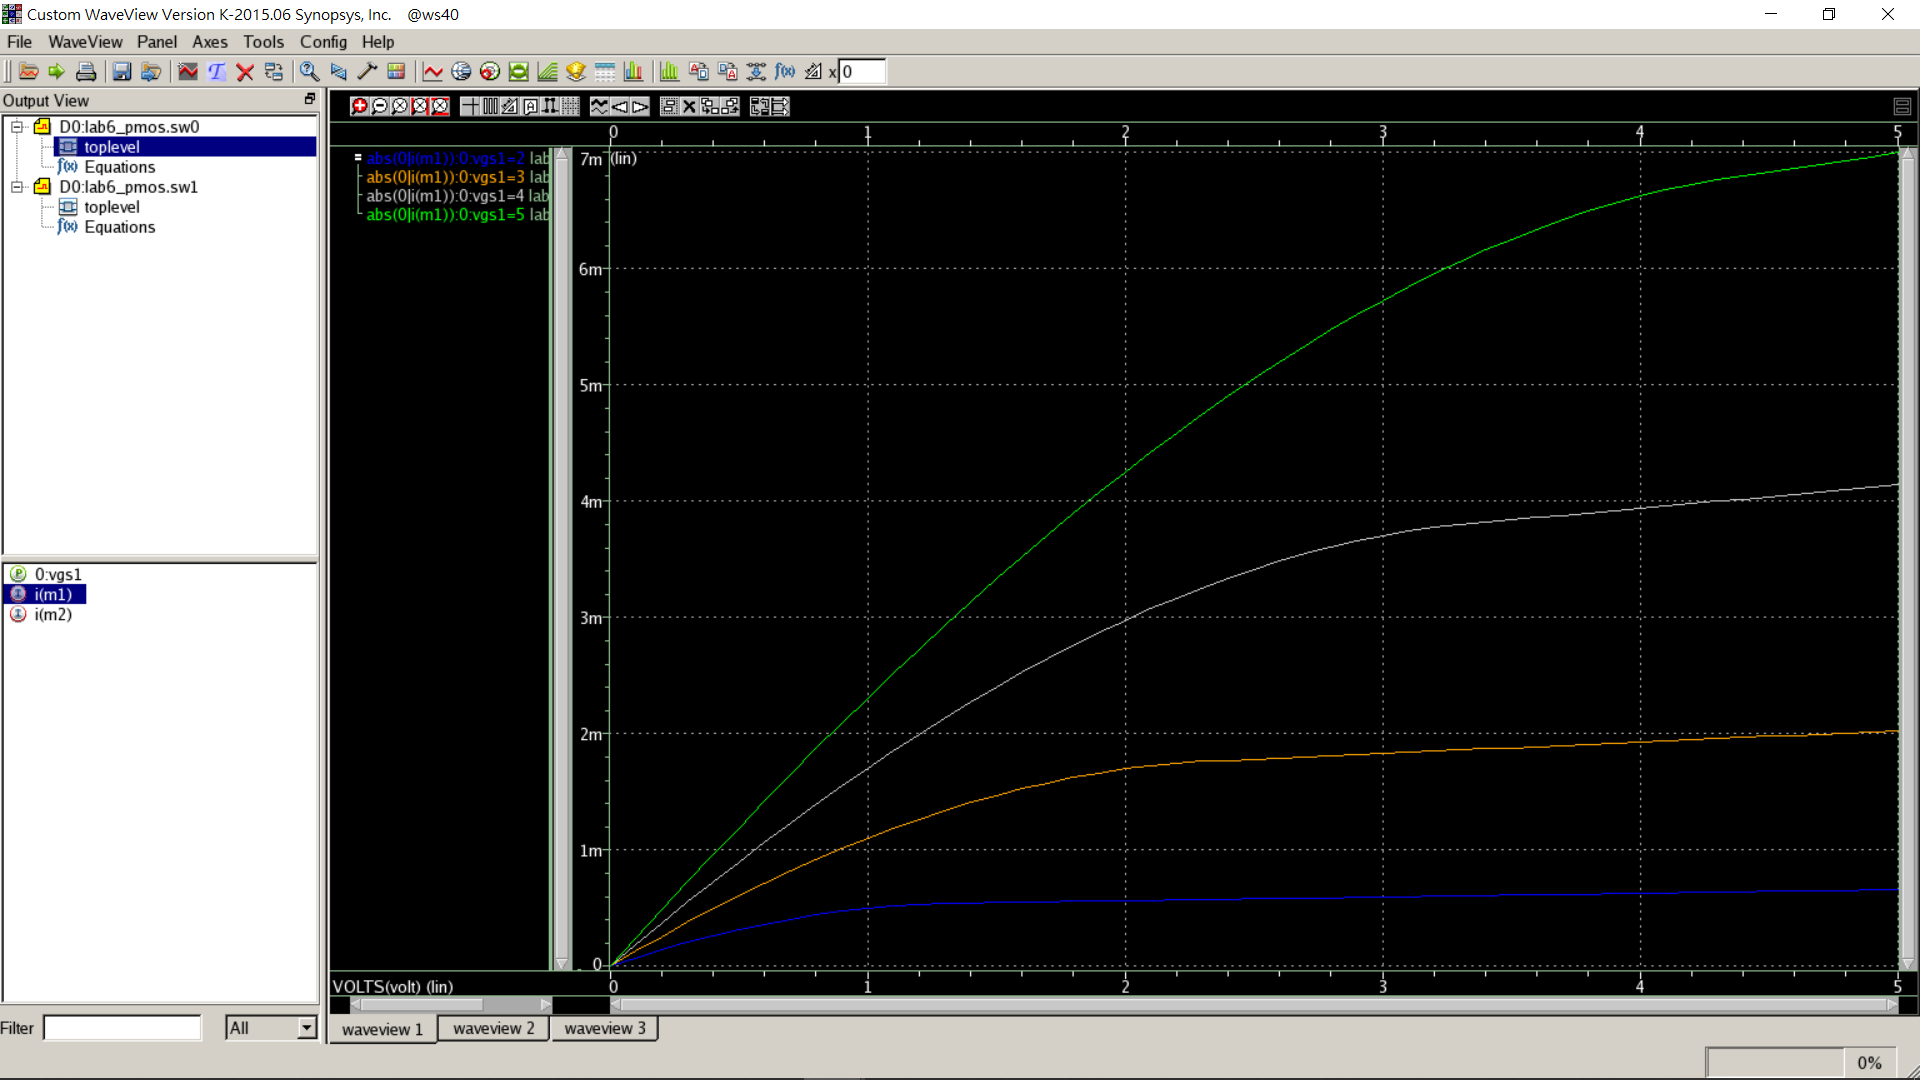 Custom WaveView Version K-2015.06 Synopsys, Inc. @ws40
File WaveView Panel Axes Tools Config Help
x 0
Output View
D0:lab6_pmos.sw0
toplevel
f(x) Equations
D0:lab6_pmos.sw1
toplevel
f(x) Equations
0:vgs1
i(m1)
i(m2)
Filter All
0 1 2 3 4 5
abs(0|i(m1)):0:vgs1=2 lab
abs(0|i(m1)):0:vgs1=3 lab
abs(0|i(m1)):0:vgs1=4 lab
abs(0|i(m1)):0:vgs1=5 lab
7m (lin)
6m
5m
4m
3m
2m
1m
0
VOLTS(volt) (lin) 0 1 2 3 4 5
waveview 1 waveview 2 waveview 3
0%